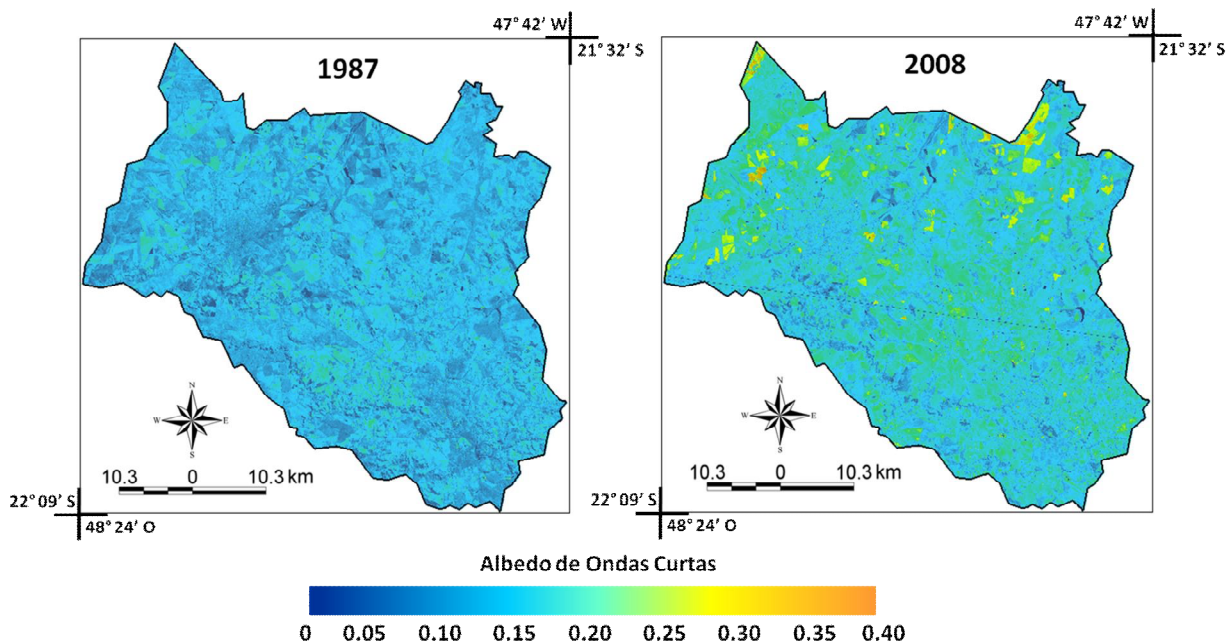 47° 42' W
21° 32' S
1987
N
W E
S
10.3 0 10.3 km
22° 09' S
48° 24' O
47° 42' W
21° 32' S
2008
N
W E
S
10.3 0 10.3 km
22° 09' S
48° 24' O
Albedo de Ondas Curtas
0 0.05 0.10 0.15 0.20 0.25 0.30 0.35 0.40